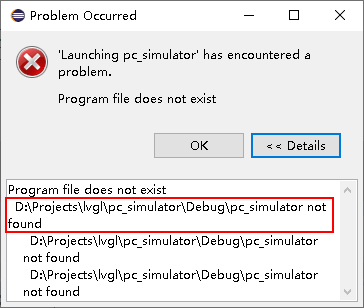 Problem Occurred
'Launching pc_simulator' has encountered a
problem.
Program file does not exist
OK
<< Details
Program file does not exist
D:\Projects\lvgl\pc_simulator\Debug\pc_simulator not
found
D:\Projects\lvgl\pc_simulator\Debug\pc_simulator
not found
D:\Projects\lvgl\pc_simulator\Debug\pc_simulator
not found